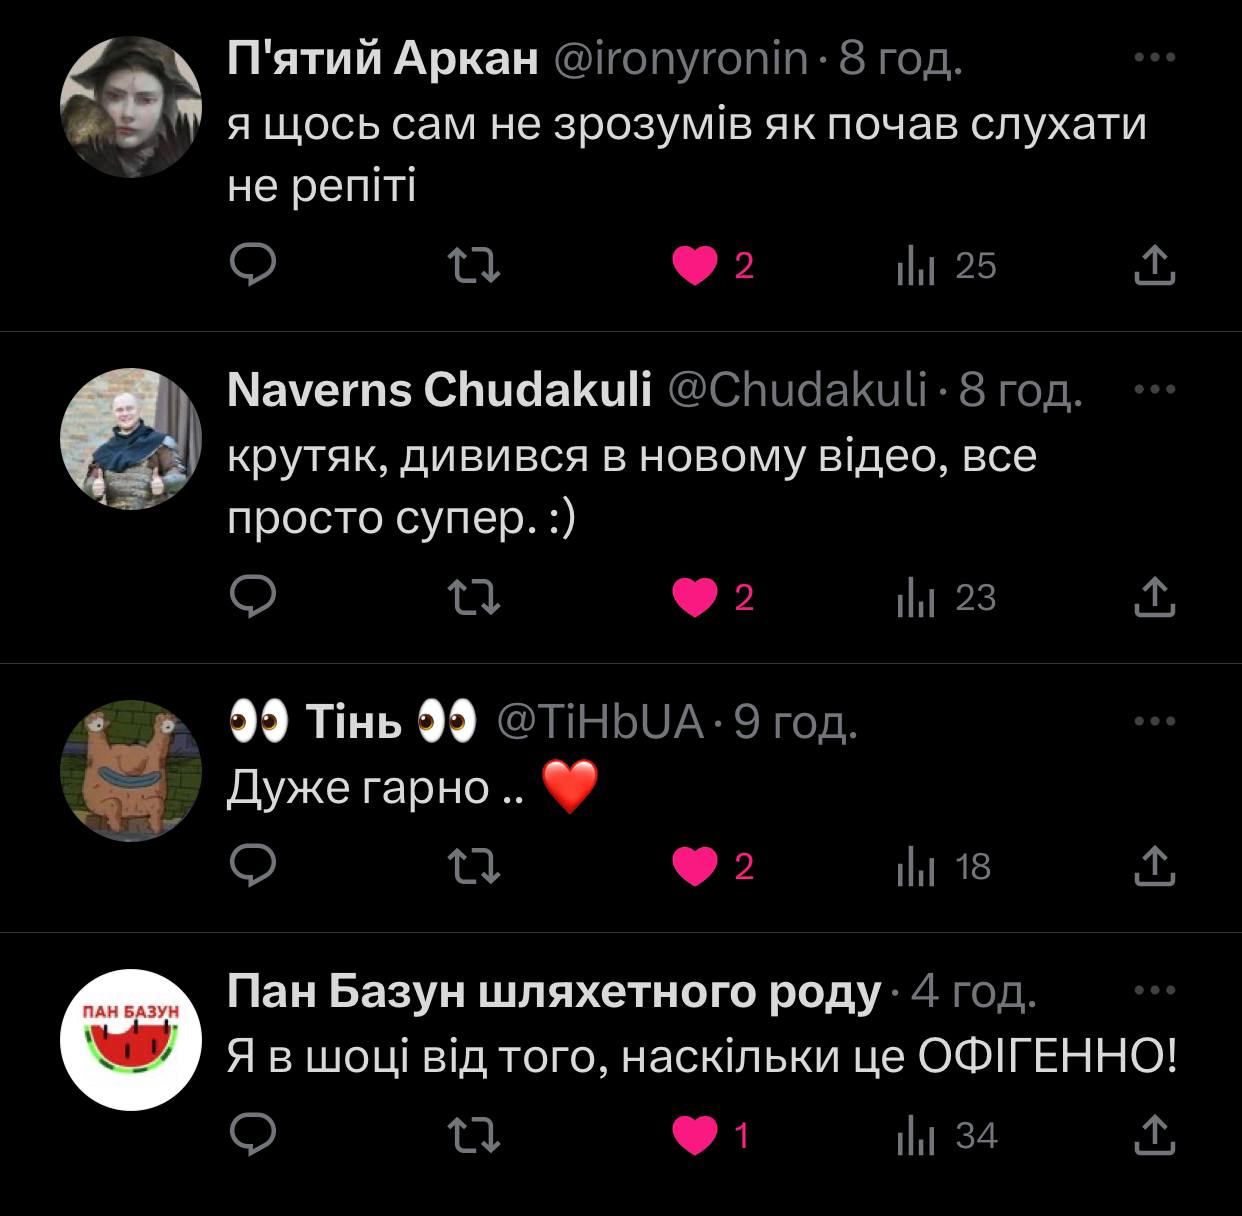 П'ятий Аркан @ironyronin · 8 год.
я щось сам не зрозумів як почав слухати
не репіті
2 25
Naverns Chudakuli @Chudakuli · 8 год.
крутяк, дивився в новому відео, все
просто супер. :)
2 23
👀 Тінь 👀 @TiHbUA · 9 год.
Дуже гарно .. ❤️
2 18
ПАН БАЗУН
Пан Базун шляхетного роду · 4 год.
Я в шоці від того, наскільки це ОФІГЕННО!
1 34